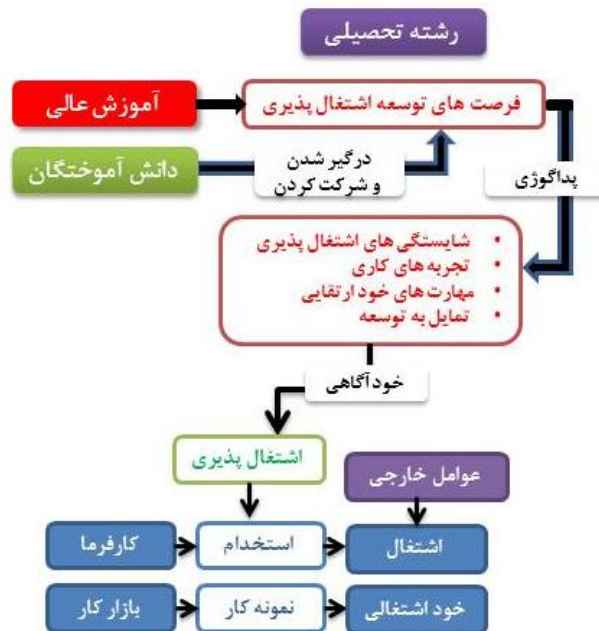 رشته تحصیلی
آموزش عالی
فرصت های توسعه اشتغال پذیری
دانش آموختگان
درگیر شدن
و شرکت کردن
پداگوژی
• شایستگی های اشتغال پذیری
• تجربه های کاری
• مهارت های خود ارتقایی
• تمایل به توسعه
خود آگاهی
اشتغال پذیری
عوامل خارجی
کارفرما
استخدام
اشتغال
بازار کار
نمونه کار
خود اشتغالی